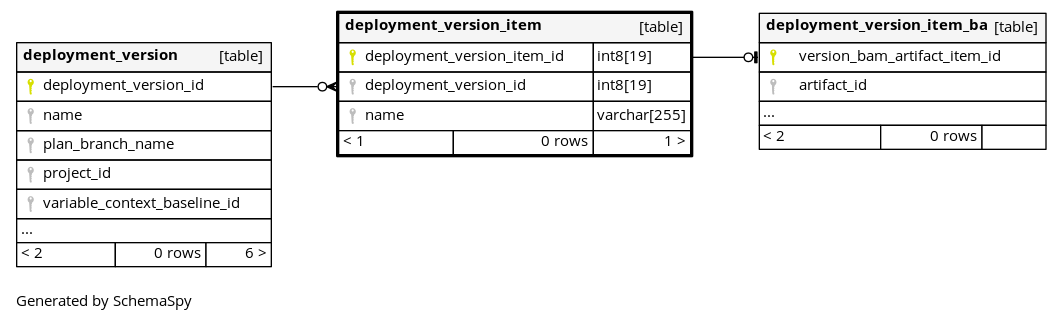 deployment_version [table]
deployment_version_id
name
plan_branch_name
project_id
variable_context_baseline_id
...
< 2 0 rows 6 >
deployment_version_item [table]
deployment_version_item_id int8[19]
deployment_version_id int8[19]
name varchar[255]
< 1 0 rows 1 >
deployment_version_item_ba [table]
version_bam_artifact_item_id
artifact_id
...
< 2 0 rows
Generated by SchemaSpy